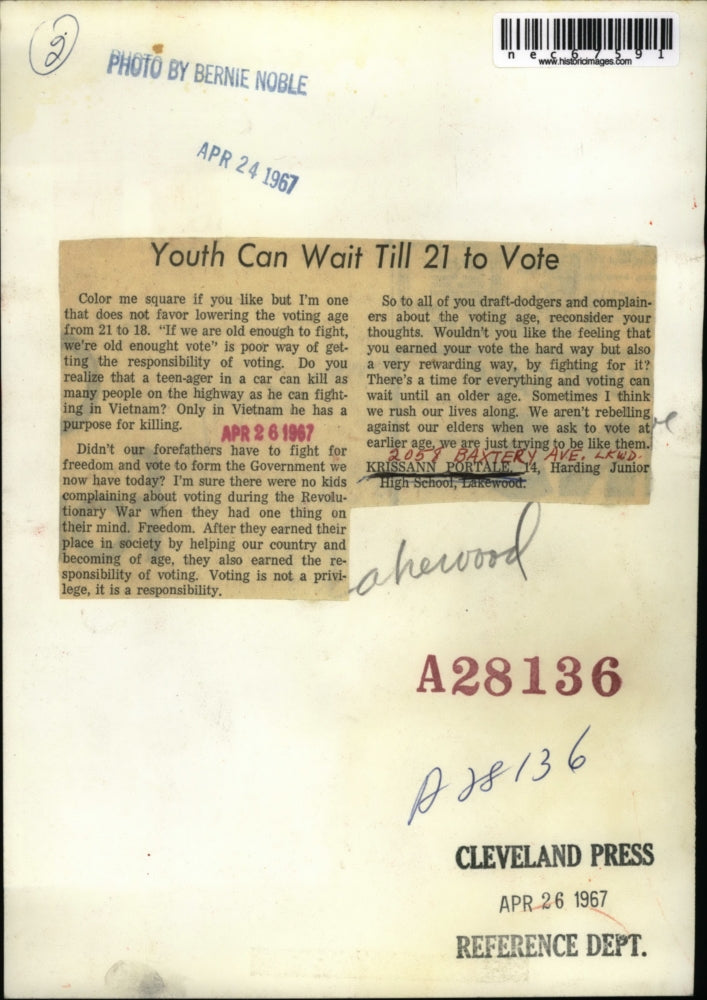 2
PHOTO BY BERNIE NOBLE
nec67591
www.historicimages.com
APR 24 1967
Youth Can Wait Till 21 to Vote
Color me square if you like but I'm one
that does not favor lowering the voting age
from 21 to 18. "If we are old enough to fight,
we're old enought vote" is poor way of get-
ting the responsibility of voting. Do you
realize that a teen-ager in a car can kill as
many people on the highway as he can fight-
ing in Vietnam? Only in Vietnam he has a
purpose for killing.
APR 26 1967
Didn't our forefathers have to fight for
freedom and vote to form the Government we
now have today? I'm sure there were no kids
complaining about voting during the Revolu-
tionary War when they had one thing on
their mind. Freedom. After they earned their
place in society by helping our country and
becoming of age, they also earned the re-
sponsibility of voting. Voting is not a privi-
lege, it is a responsibility.
So to all of you draft-dodgers and complain-
ers about the voting age, reconsider your
thoughts. Wouldn't you like the feeling that
you earned your vote the hard way but also
a very rewarding way, by fighting for it?
There's a time for everything and voting can
wait until an older age. Sometimes I think
we rush our lives along. We aren't rebelling
against our elders when we ask to vote at
earlier age, we are just trying to be like them.
AVE. LKWD.
KRISSANN PORTALE, 14, Harding Junior
High School, Lakewood.
A28136
A28136
CLEVELAND PRESS
APR 26 1967
REFERENCE DEPT.